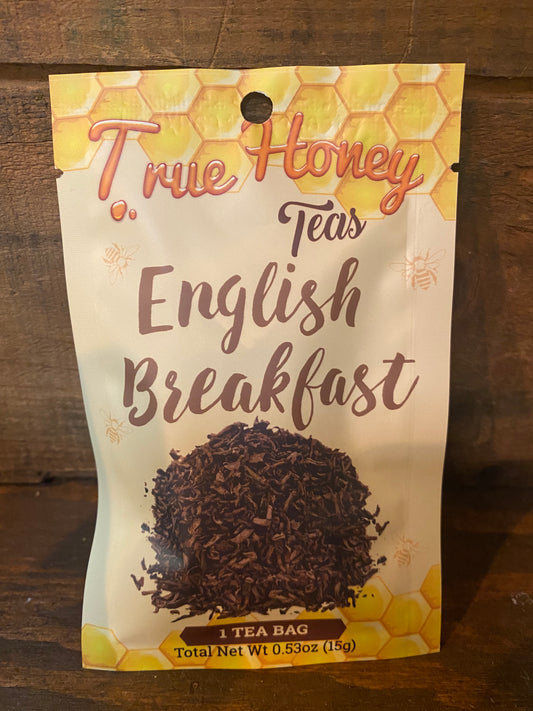 True Honey
Teas
English
Breakfast
1 TEA BAG
Total Net Wt 0.53oz (15g)